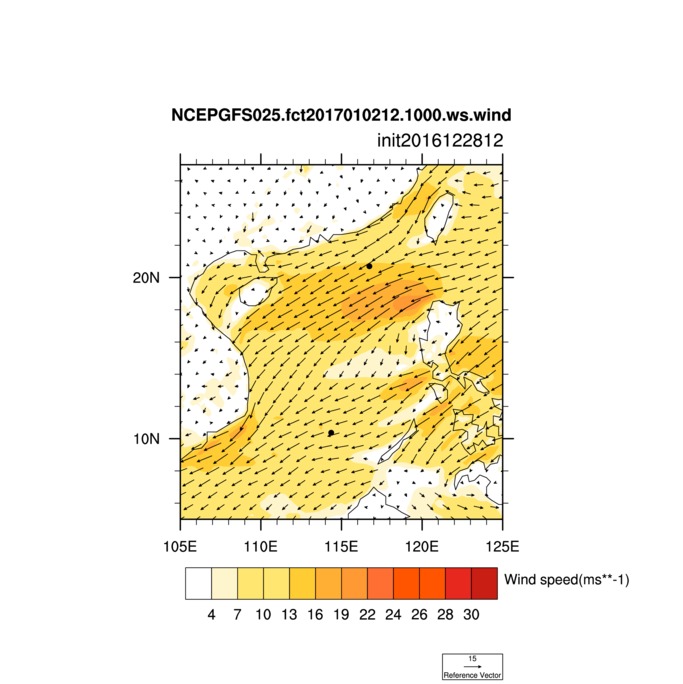 NCEPGFS025.fct2017010212.1000.ws.wind
init2016122812
20N
10N
105E 110E 115E 120E 125E
Wind speed(ms**-1)
4 7 10 13 16 19 22 24 26 28 30
15
Reference Vector